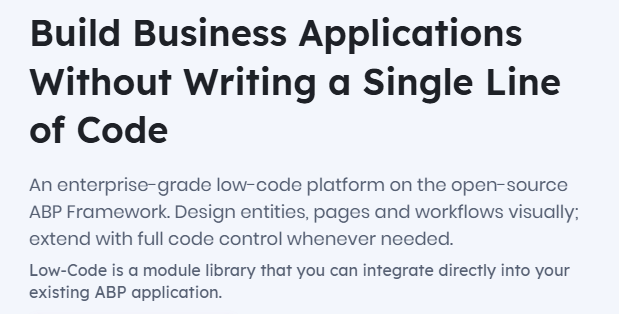 Build Business Applications
Without Writing a Single Line
of Code
An enterprise-grade low-code platform on the open-source
ABP Framework. Design entities, pages and workflows visually;
extend with full code control whenever needed.
Low-Code is a module library that you can integrate directly into your
existing ABP application.